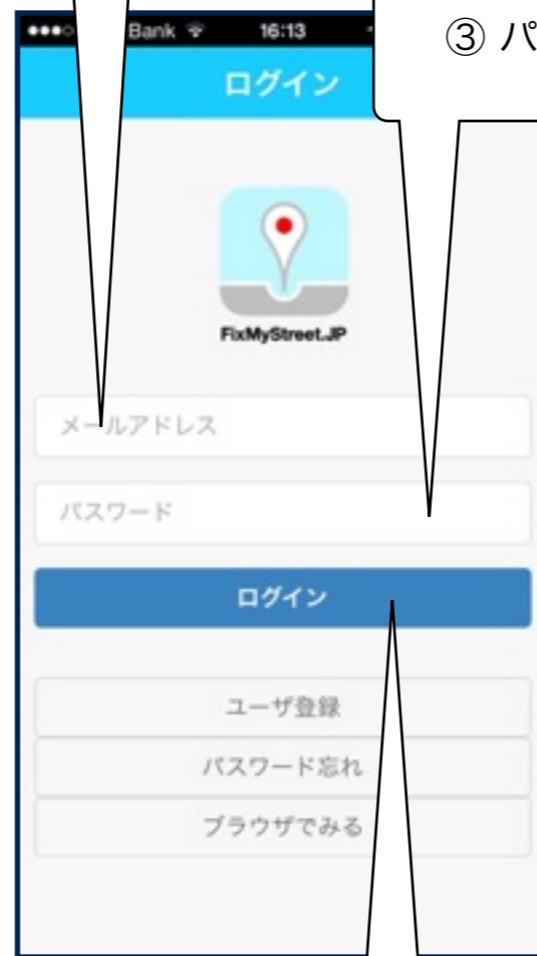 Bank 16:13
③ パ
ログイン
FixMyStreet.JP
メールアドレス
パスワード
ログイン
ユーザ登録
パスワード忘れ
ブラウザでみる